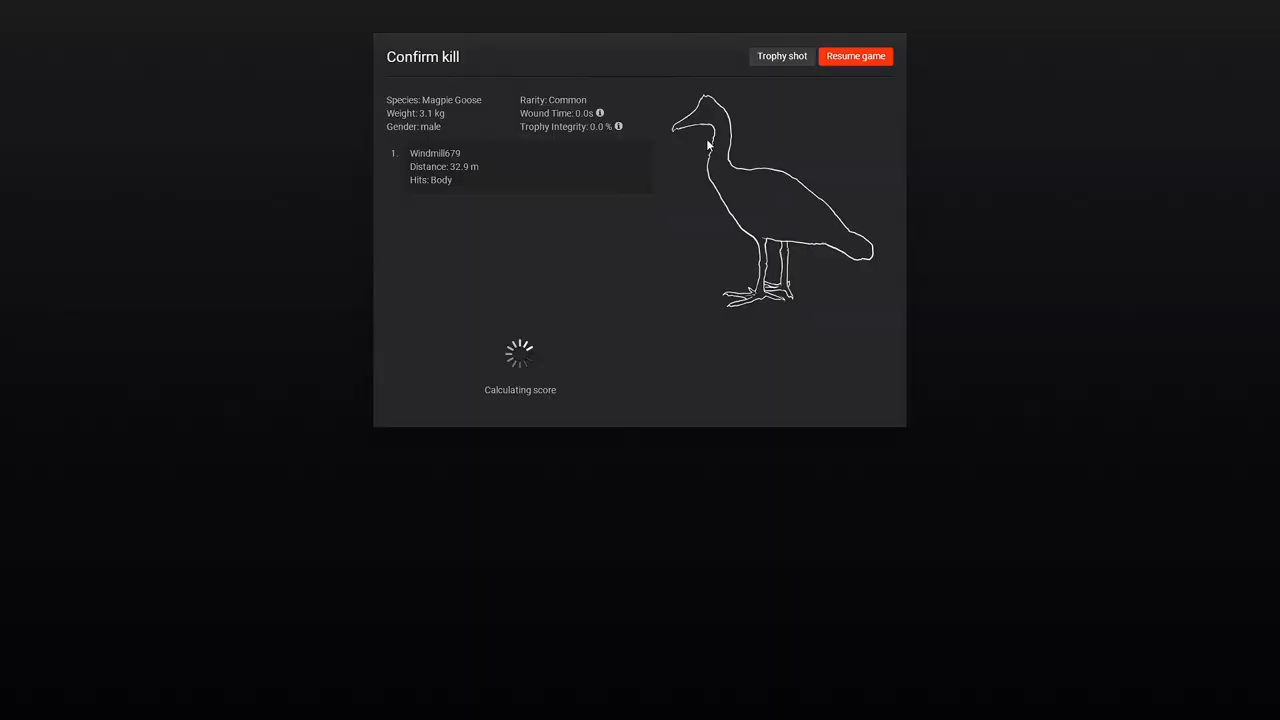 Confirm kill
Trophy shot
Resume game
Species: Magpie Goose
Weight: 3.1 kg
Gender: male
Rarity: Common
Wound Time: 0.0s
Trophy Integrity: 0.0 %
1. Windmill679
Distance: 32.9 m
Hits: Body
Calculating score